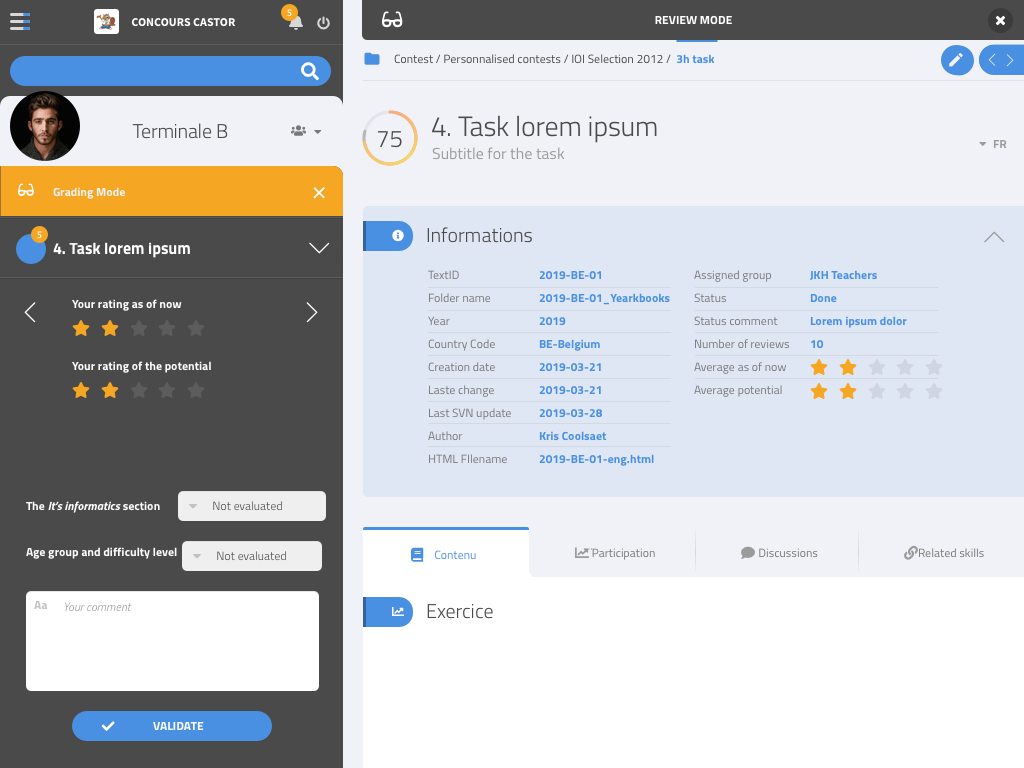 5
CONCOURS CASTOR
Terminale B
Grading Mode
5
4. Task lorem ipsum
Your rating as of now
Your rating of the potential
The It's informatics section
Not evaluated
Age group and difficulty level
Not evaluated
Aa
Your comment
VALIDATE
REVIEW MODE
Contest / Personnalised contests / IOI Selection 2012 / 3h task
75
4. Task lorem ipsum
Subtitle for the task
FR
Informations
TextID 2019-BE-01
Folder name 2019-BE-01_Yearkbooks
Year 2019
Country Code BE-Belgium
Creation date 2019-03-21
Laste change 2019-03-21
Last SVN update 2019-03-28
Author Kris Coolsaet
HTML FIlename 2019-BE-01-eng.html
Assigned group JKH Teachers
Status Done
Status comment Lorem ipsum dolor
Number of reviews 10
Average as of now
Average potential
Contenu
Participation
Discussions
Related skills
Exercice